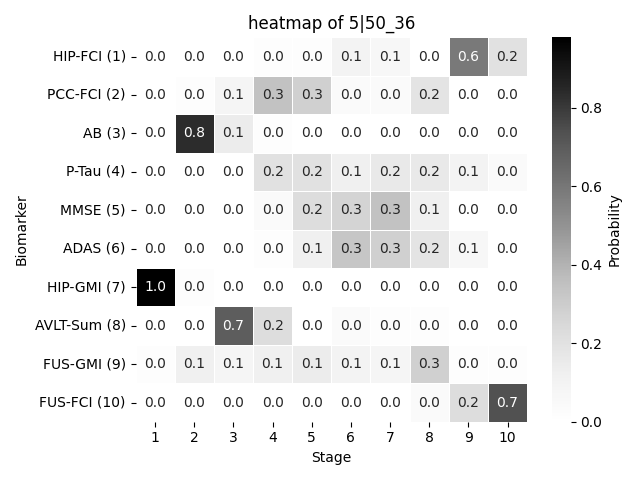 heatmap of 5|50_36
HIP-FCI (1) 0.0 0.0 0.0 0.0 0.0 0.1 0.1 0.0 0.6 0.2
PCC-FCI (2) 0.0 0.0 0.1 0.3 0.3 0.0 0.0 0.2 0.0 0.0
AB (3) 0.0 0.8 0.1 0.0 0.0 0.0 0.0 0.0 0.0 0.0
P-Tau (4) 0.0 0.0 0.0 0.2 0.2 0.1 0.2 0.2 0.1 0.0
MMSE (5) 0.0 0.0 0.0 0.0 0.2 0.3 0.3 0.1 0.0 0.0
ADAS (6) 0.0 0.0 0.0 0.0 0.1 0.3 0.3 0.2 0.1 0.0
HIP-GMI (7) 1.0 0.0 0.0 0.0 0.0 0.0 0.0 0.0 0.0 0.0
AVLT-Sum (8) 0.0 0.0 0.7 0.2 0.0 0.0 0.0 0.0 0.0 0.0
FUS-GMI (9) 0.0 0.1 0.1 0.1 0.1 0.1 0.1 0.3 0.0 0.0
FUS-FCI (10) 0.0 0.0 0.0 0.0 0.0 0.0 0.0 0.0 0.2 0.7
1 2 3 4 5 6 7 8 9 10
Stage
Biomarker
0.8
0.6
0.4
0.2
0.0
Probability